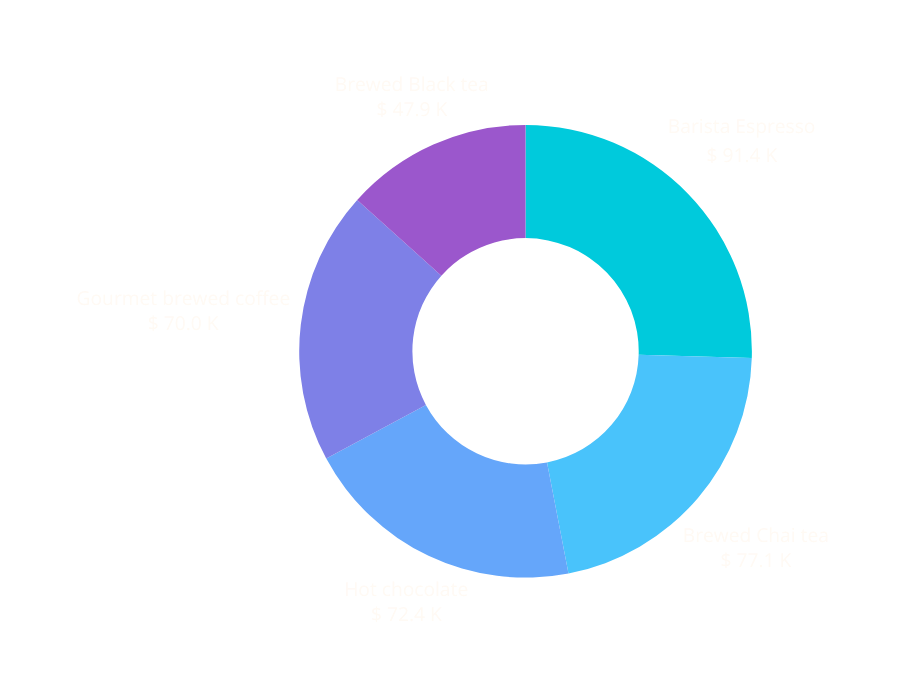 Brewed Black tea
$ 47.9 K
Barista Espresso
$ 91.4 K
Gourmet brewed coffee
$ 70.0 K
Brewed Chai tea
$ 77.1 K
Hot chocolate
$ 72.4 K